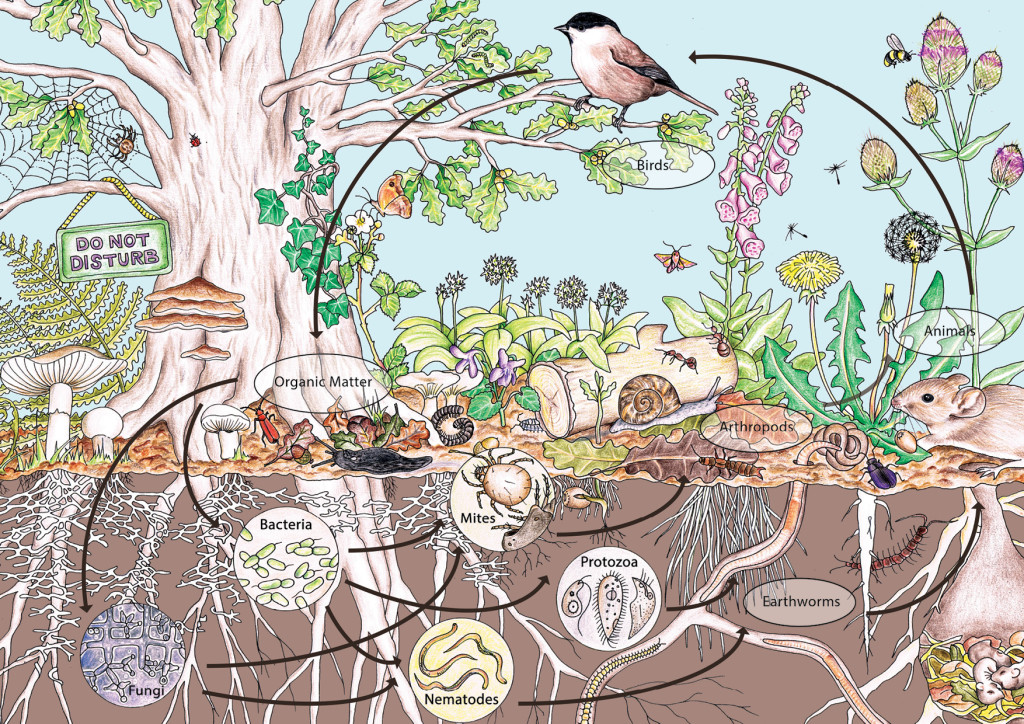 Birds
DO NOT
DISTURB
Animals
Organic Matter
Arthropods
Mites
Bacteria
Protozoa
Earthworms
Fungi
Nematodes